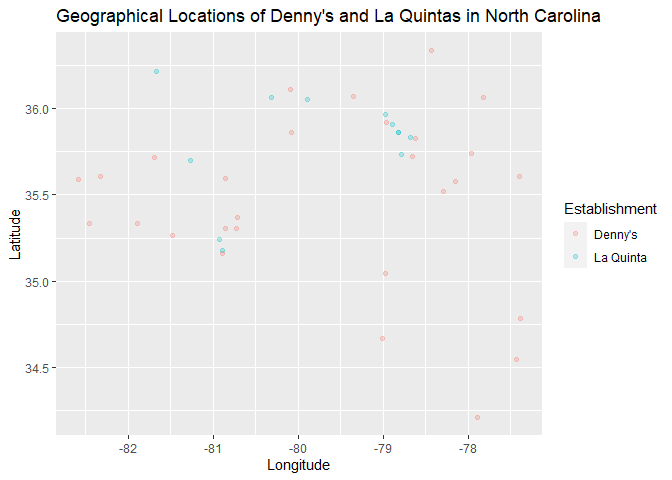 Geographical Locations of Denny's and La Quintas in North Carolina
36.0
35.5
35.0
34.5
Latitude
-82 -81 -80 -79 -78
Longitude
Establishment
Denny's
La Quinta